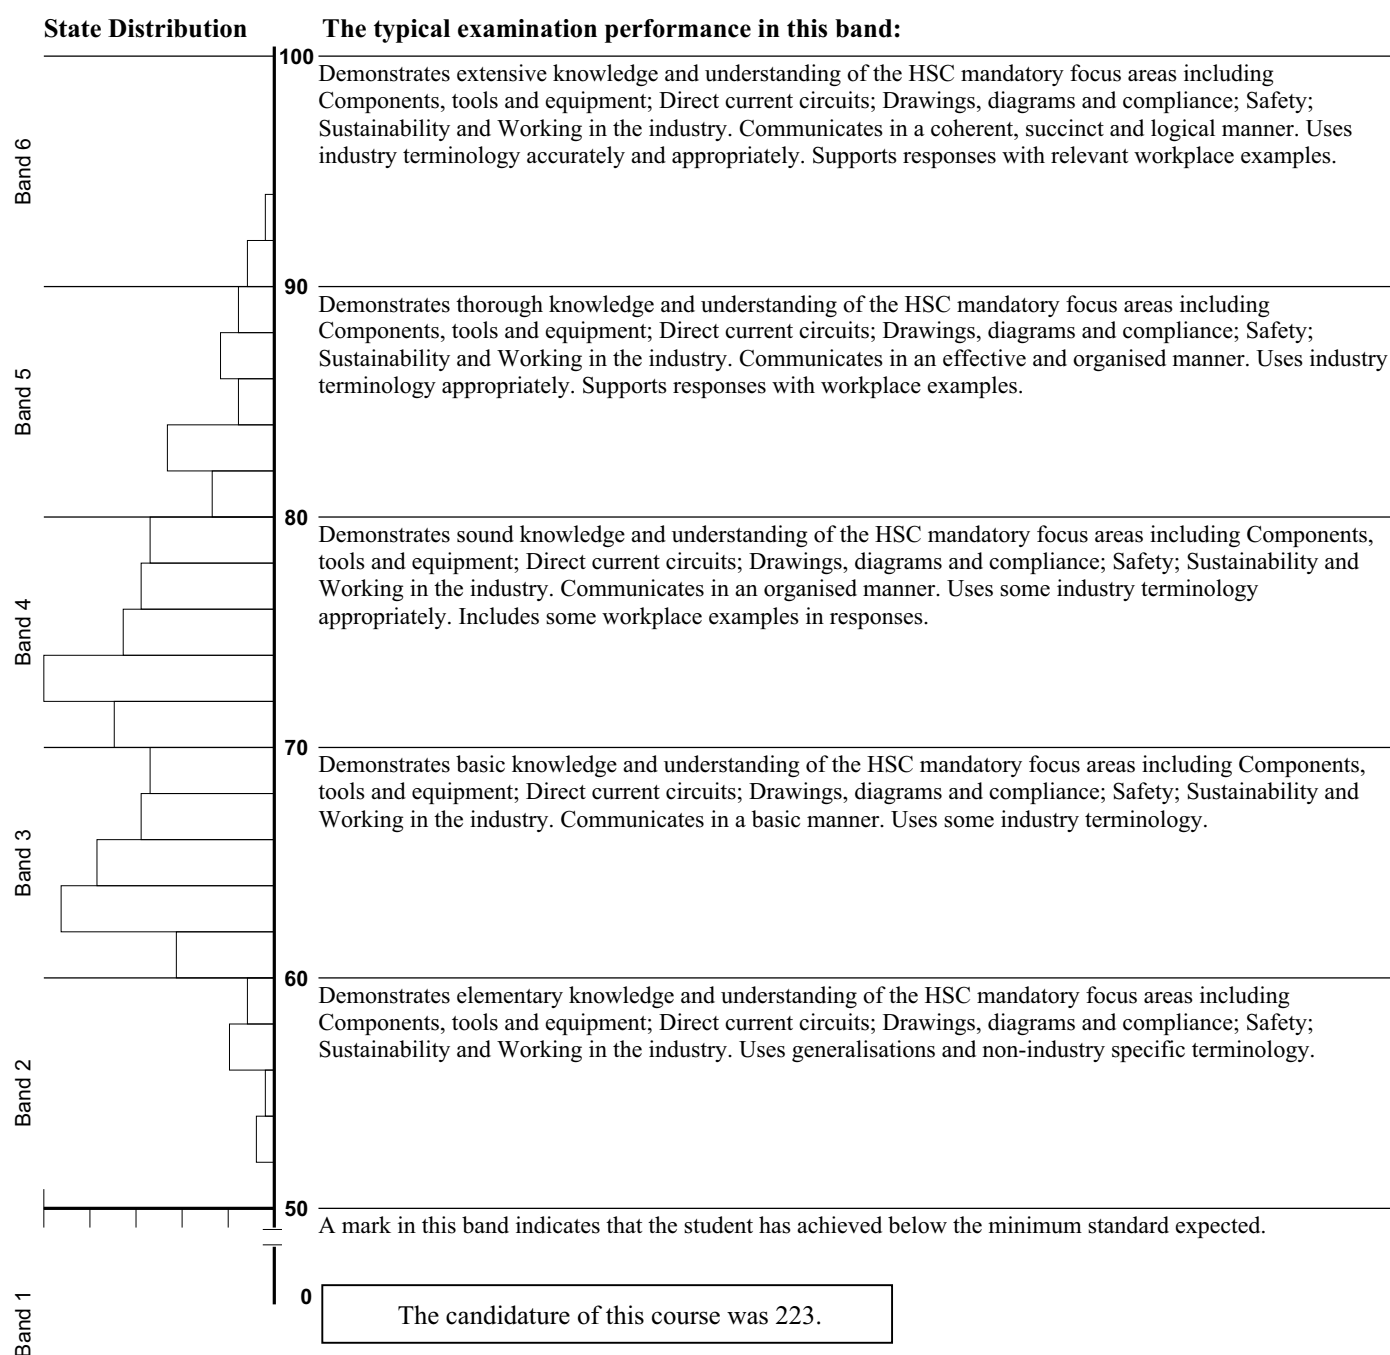 State Distribution
The typical examination performance in this band:
100
Demonstrates extensive knowledge and understanding of the HSC mandatory focus areas including
Components, tools and equipment; Direct current circuits; Drawings, diagrams and compliance; Safety;
Sustainability and Working in the industry. Communicates in a coherent, succinct and logical manner. Uses
industry terminology accurately and appropriately. Supports responses with relevant workplace examples.
Band 6
90
Demonstrates thorough knowledge and understanding of the HSC mandatory focus areas including
Components, tools and equipment; Direct current circuits; Drawings, diagrams and compliance; Safety;
Sustainability and Working in the industry. Communicates in an effective and organised manner. Uses industry
terminology appropriately. Supports responses with workplace examples.
Band 5
80
Demonstrates sound knowledge and understanding of the HSC mandatory focus areas including Components,
tools and equipment; Direct current circuits; Drawings, diagrams and compliance; Safety; Sustainability and
Working in the industry. Communicates in an organised manner. Uses some industry terminology
appropriately. Includes some workplace examples in responses.
Band 4
70
Demonstrates basic knowledge and understanding of the HSC mandatory focus areas including Components,
tools and equipment; Direct current circuits; Drawings, diagrams and compliance; Safety; Sustainability and
Working in the industry. Communicates in a basic manner. Uses some industry terminology.
Band 3
60
Demonstrates elementary knowledge and understanding of the HSC mandatory focus areas including
Components, tools and equipment; Direct current circuits; Drawings, diagrams and compliance; Safety;
Sustainability and Working in the industry. Uses generalisations and non-industry specific terminology.
Band 2
50
A mark in this band indicates that the student has achieved below the minimum standard expected.
0
The candidature of this course was 223.
Band 1